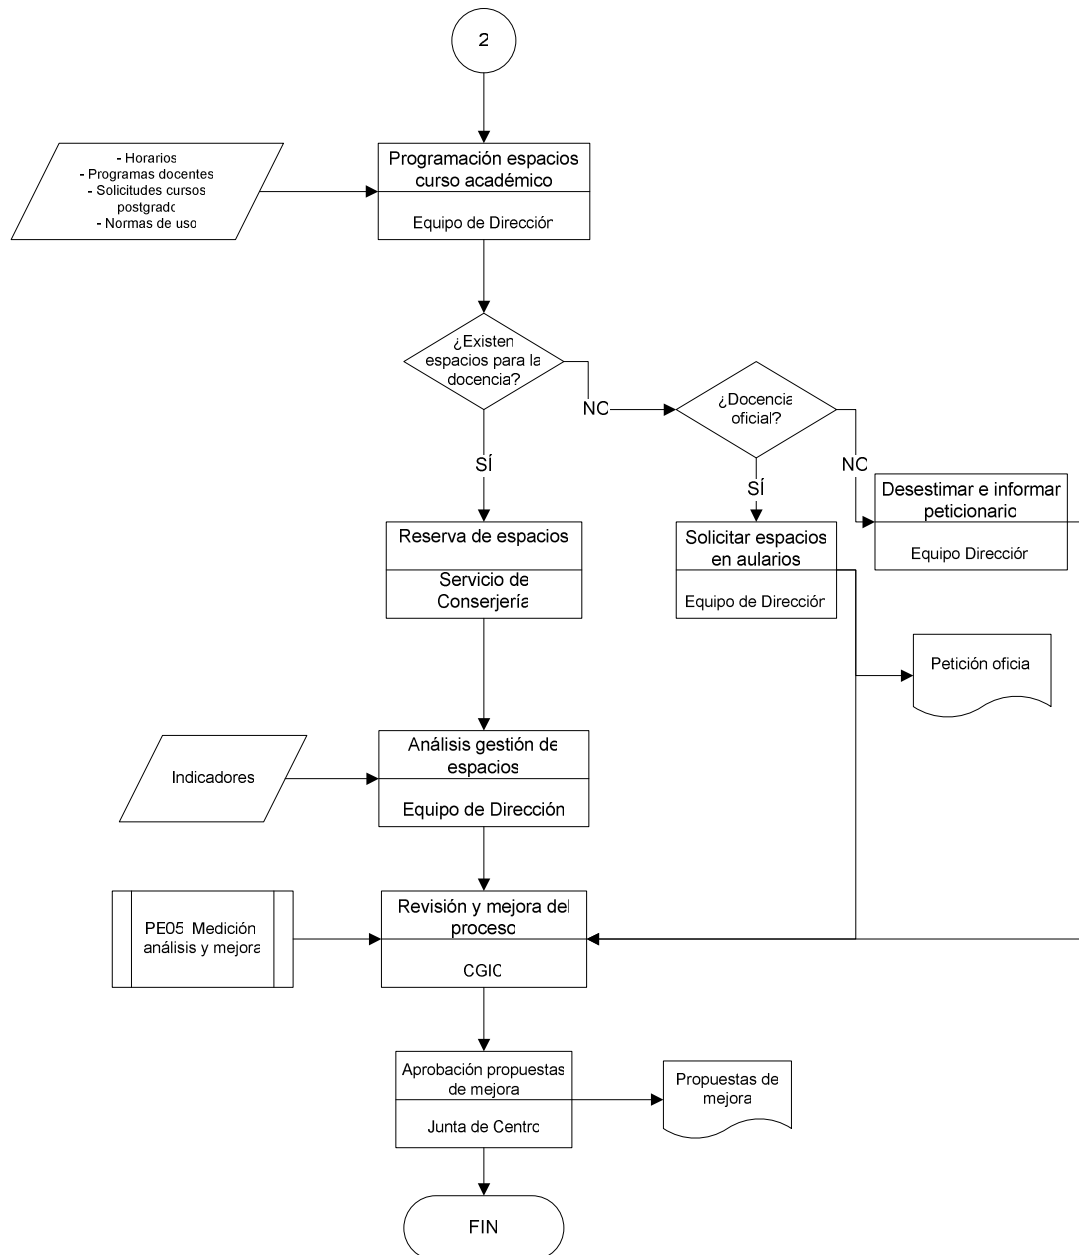 2
- Horarios
- Programas docentes
- Solicitudes cursos
postgrado
- Normas de uso
Programación espacios
curso académico
Equipo de Dirección
¿Existen
espacios para la
docencia?
NO
¿Docencia
oficial?
SÍ
SÍ
NO
Desestimar e informar
peticionario
Equipo Dirección
Reserva de espacios
Servicio de
Conserjería
Solicitar espacios
en aularios
Equipo de Dirección
Petición oficia
Análisis gestión de
espacios
Equipo de Dirección
Indicadores
Revisión y mejora del
proceso
CGIC
PE05 Medición
análisis y mejora
Aprobación propuestas
de mejora
Junta de Centro
Propuestas de
mejora
FIN